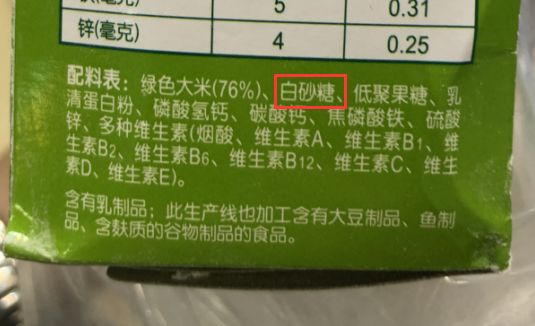 铁(毫克) 5 0.31
锌(毫克) 4 0.25
配料表：绿色大米(76%)、白砂糖、低聚果糖、乳
清蛋白粉、磷酸氢钙、碳酸钙、焦磷酸铁、硫酸
锌、多种维生素(烟酸、维生素A、维生素B₁、维
生素B₂、维生素B₆、维生素B₁₂、维生素C、维生
素D、维生素E)。
含有乳制品；此生产线也加工含有大豆制品、鱼制
品、含麸质的谷物制品的食品。